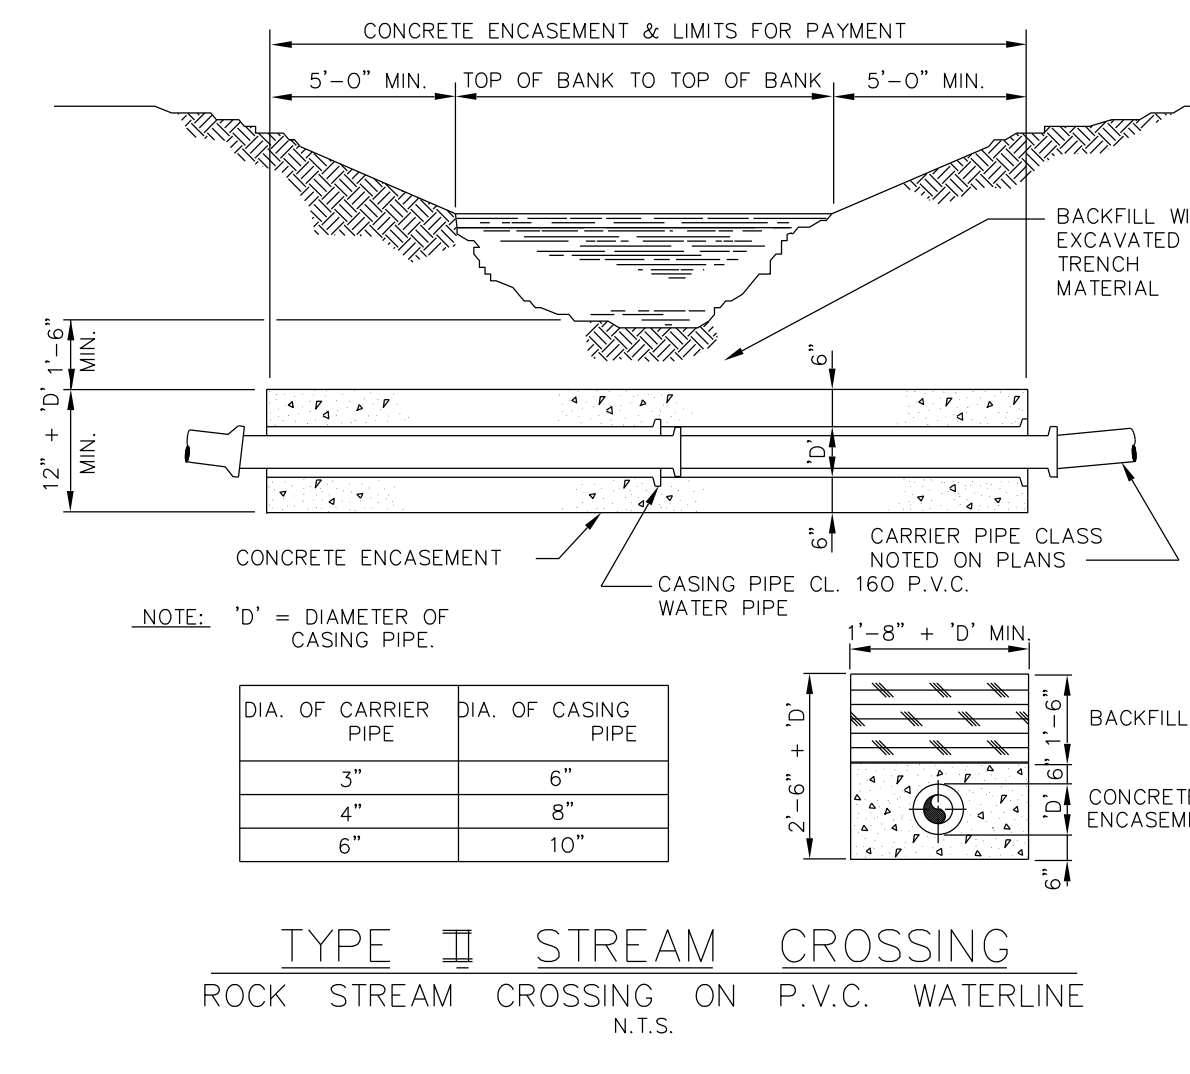 CONCRETE ENCASEMENT & LIMITS FOR PAYMENT
5'-0" MIN.
TOP OF BANK TO TOP OF BANK
5'-0" MIN.
BACKFILL
EXCAVATED
TRENCH
MATERIAL
1'-6"
MIN.
12" + 'D'
MIN.
6"
'D'
6"
CONCRETE ENCASEMENT
CARRIER PIPE CLASS
NOTED ON PLANS
CASING PIPE CL. 160 P.V.C.
WATER PIPE
NOTE: 'D' = DIAMETER OF
CASING PIPE.
DIA. OF CARRIER
PIPE
DIA. OF CASING
PIPE
3" 6"
4" 8"
6" 10"
1'-8" + 'D' MIN.
2'-6" + 'D'
1'-6"
BACKFILL
6"
'D'
6"
TYPE II STREAM CROSSING
ROCK STREAM CROSSING ON P.V.C. WATERLINE
N.T.S.